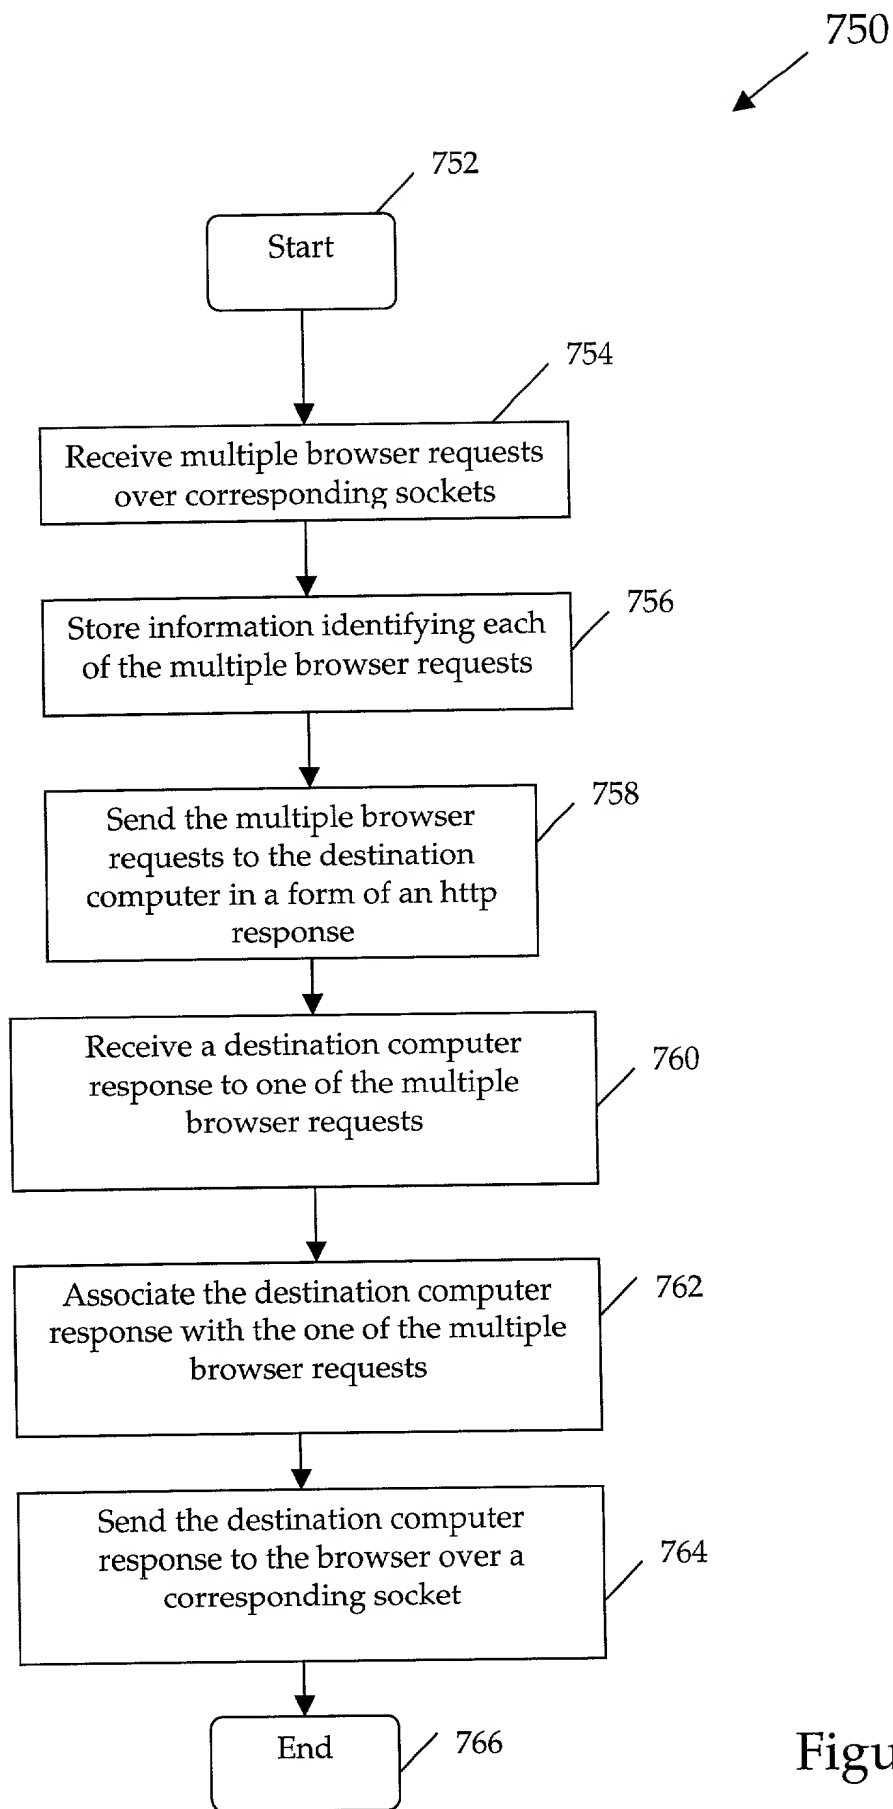 750
752
Start
754
Receive multiple browser requests
over corresponding sockets
756
Store information identifying each
of the multiple browser requests
758
Send the multiple browser
requests to the destination
computer in a form of an http
response
760
Receive a destination computer
response to one of the multiple
browser requests
762
Associate the destination computer
response with the one of the multiple
browser requests
764
Send the destination computer
response to the browser over a
corresponding socket
End
766
Figu